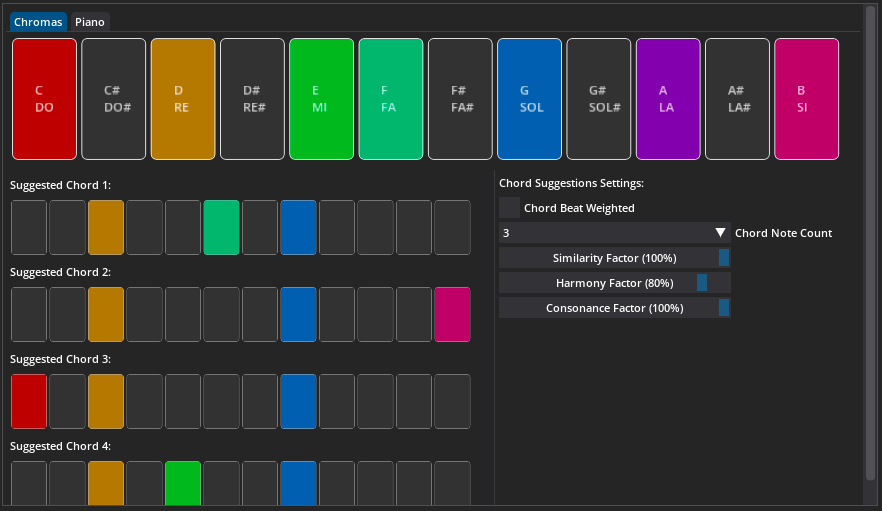 Chromas Piano
C C# D D# E F F# G G# A A# B
DO DO# RE RE# MI FA FA# SOL SOL# LA LA# SI
Suggested Chord 1:
Suggested Chord 2:
Suggested Chord 3:
Suggested Chord 4:
Chord Suggestions Settings:
Chord Beat Weighted
3 Chord Note Count
Similarity Factor (100%)
Harmony Factor (80%)
Consonance Factor (100%)